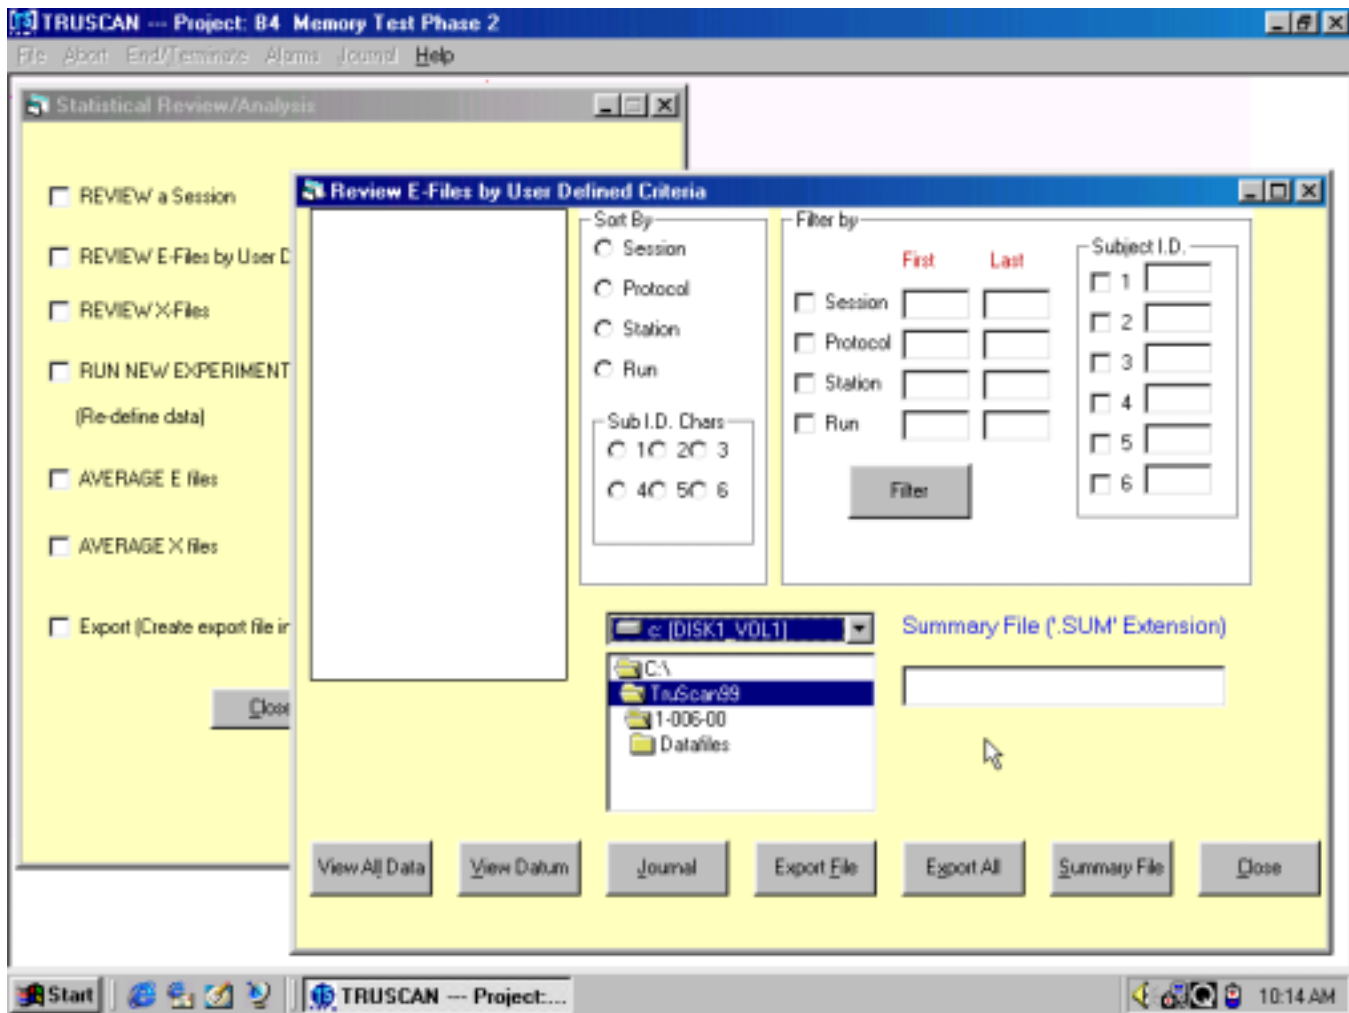 TRUSCAN --- Project: B4 Memory Test Phase 2
File Abort End/Terminate Alarms Journal Help
Statistical Review/Analysis
REVIEW a Session
REVIEW E-Files by User D
REVIEW X-Files
RUN NEW EXPERIMENT
(Re-define data)
AVERAGE E files
AVERAGE X files
Export (Create export file in
Close
Review E-Files by User Defined Criteria
Sort By
Session
Protocol
Station
Run
Sub I.D. Chars
1 2 3
4 5 6
Filter by
First Last
Session
Protocol
Station
Run
Filter
Subject I.D.
1
2
3
4
5
6
c: [DISK1_VOL1]
C:\
TruScan99
1-006-00
Datafiles
Summary File ('.SUM' Extension)
View All Data View Datum Journal Export File Export All Summary File Close
Start TRUSCAN --- Project:... 10:14 AM